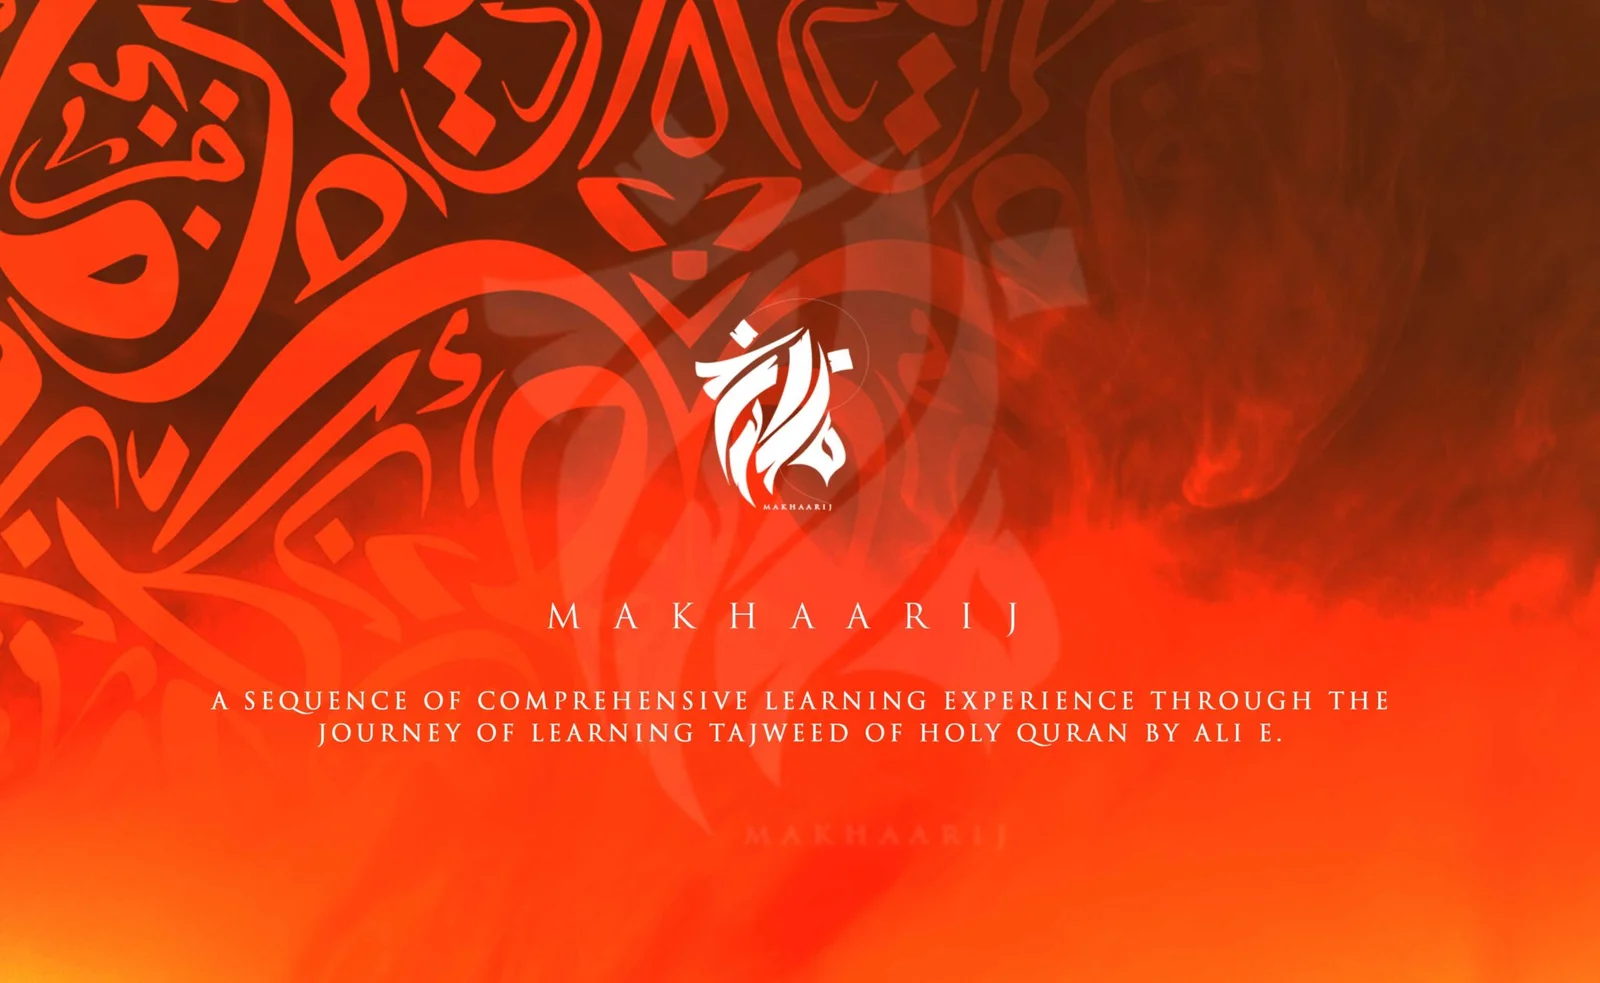 مخارج
MAKHAARIJ
MAKHAARIJ
A SEQUENCE OF COMPREHENSIVE LEARNING EXPERIENCE THROUGH THE
JOURNEY OF LEARNING TAJWEED OF HOLY QURAN BY ALI E.
MAKHAARIJ